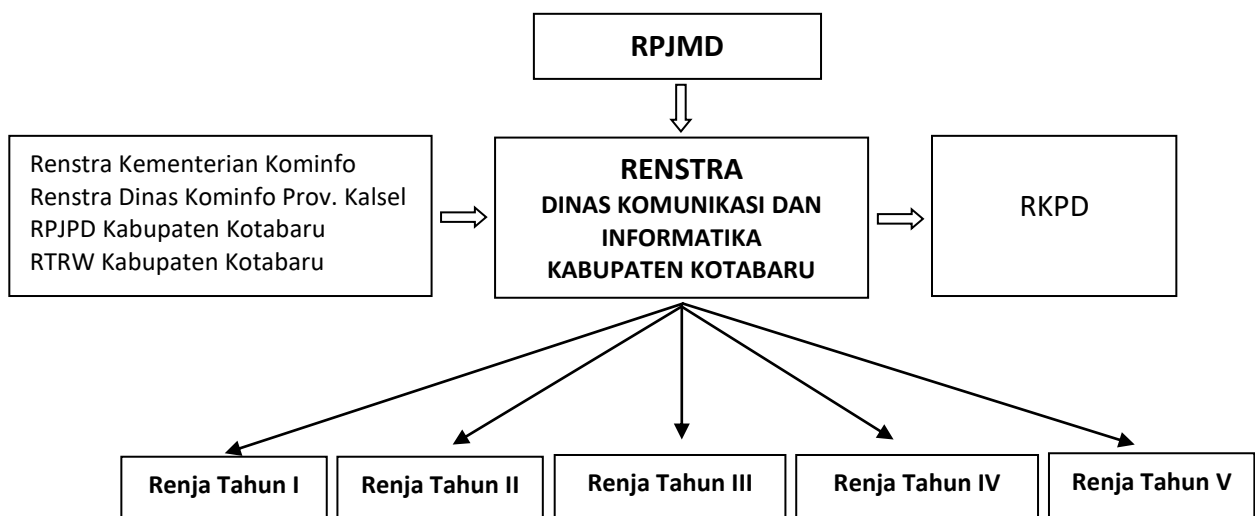 RPJMD
Renstra Kementerian Kominfo
Renstra Dinas Kominfo Prov. Kalsel
RPJPD Kabupaten Kotabaru
RTRW Kabupaten Kotabaru
RENSTRA
DINAS KOMUNIKASI DAN
INFORMATIKA
KABUPATEN KOTABARU
RKPD
Renja Tahun I
Renja Tahun II
Renja Tahun III
Renja Tahun IV
Renja Tahun V